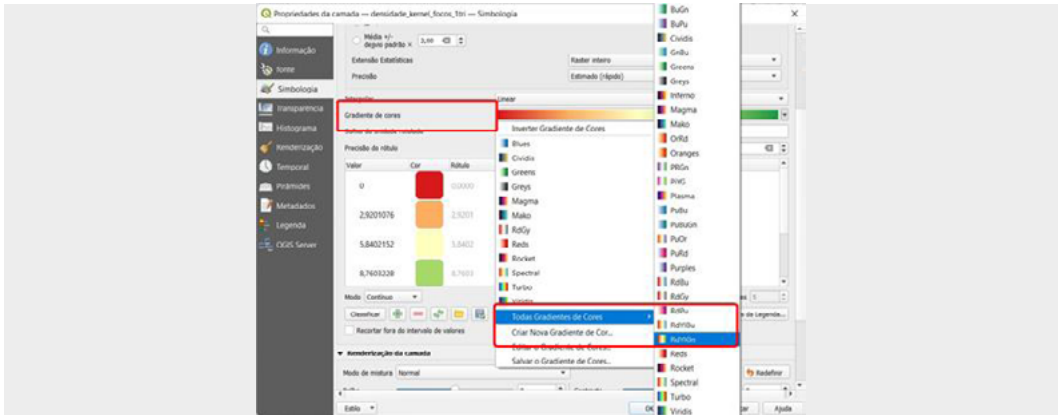 Propriedades da camada — densidade_kernel_focos_1tri — Simbologia
Informação
Fonte
Simbologia
Transparência
Histograma
Renderização
Temporal
Pirâmides
Metadados
Legenda
QGIS Server
Média +/-
desvio padrão ×
2,00
Extensão Estatísticas
Raster inteiro
Precisão
Estimado (rápido)
Interpolar
Linear
Gradiente de cores
Precisão do rótulo
Valor
Cor
Rótulo
0
0,0000
2,9201076
2,9201
5,8402152
5,8402
8,7603228
8,7603
Modo
Contínuo
Classificar
Recortar fora do intervalo de valores
Renderização da camada
Modo de mistura
Normal
Redefinir
Estilo
Ajuda
Inverter Gradiente de Cores
Blues
Cividis
Greens
Greys
Magma
Mako
RdGy
Reds
Rocket
Spectral
Turbo
Viridis
Todas Gradientes de Cores
Criar Nova Gradiente de Cor...
Editar o Gradiente de Cores...
Salvar o Gradiente de Cores...
BuGn
BuPu
Cividis
GnBu
Greens
Greys
Inferno
Magma
Mako
OrRd
Oranges
PRGn
PiYG
Plasma
PuBu
PuBuGn
PuOr
PuRd
Purples
RdBu
RdGy
RdPu
RdYlBu
RdYlGn
Reds
Rocket
Spectral
Turbo
Viridis